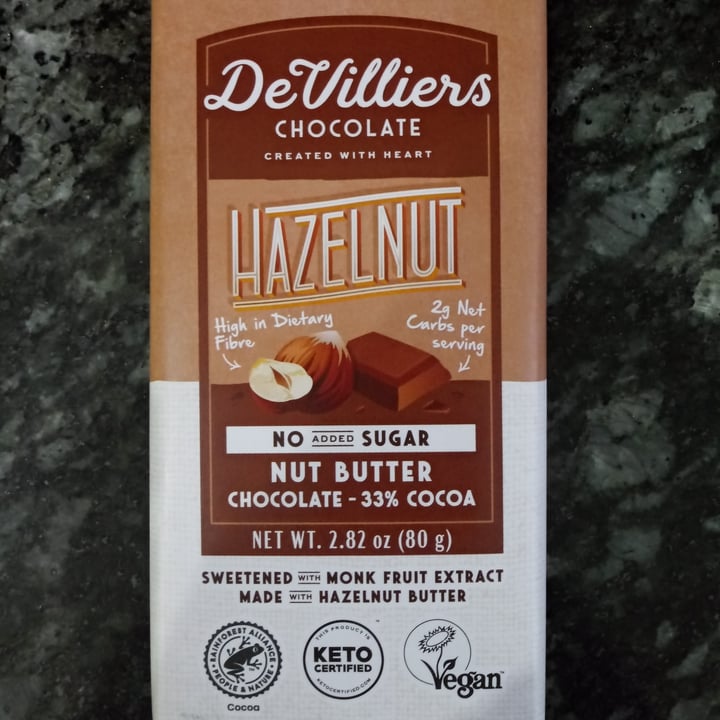 DeVilliers
CHOCOLATE
CREATED WITH HEART
HAZELNUT
High in Dietary
Fibre
2g Net
Carbs per
serving
NO ADDED SUGAR
NUT BUTTER
CHOCOLATE - 33% COCOA
NET WT. 2.82 oz (80 g)
SWEETENED WITH MONK FRUIT EXTRACT
MADE WITH HAZELNUT BUTTER
RAINFOREST ALLIANCE
PEOPLE & NATURE
Cocoa
THIS PRODUCT IS
KETO
CERTIFIED
KETOCERTIFIED.COM
Vegan